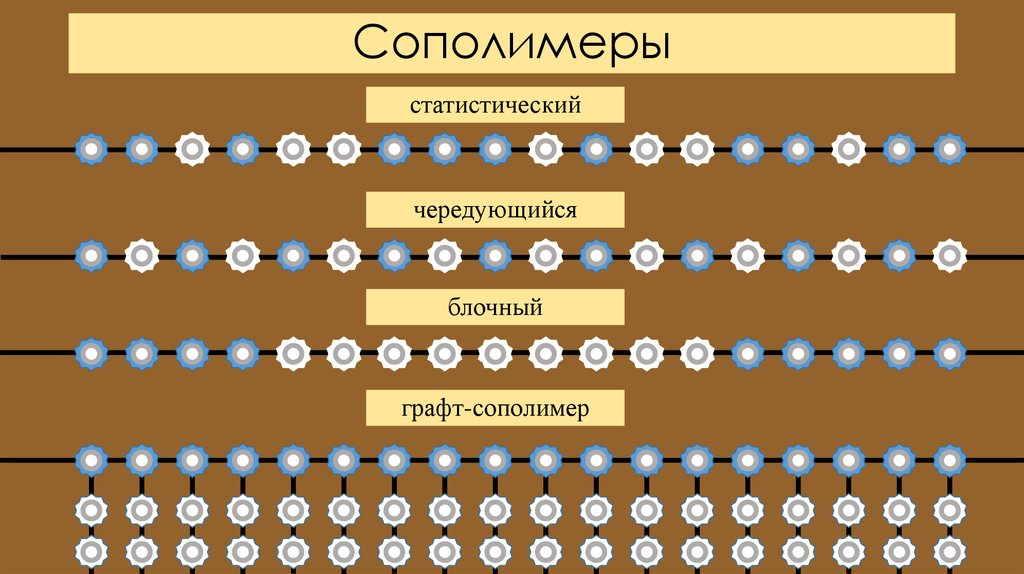 Сополимеры
статистический
чередующийся
блочный
графт-сополимер